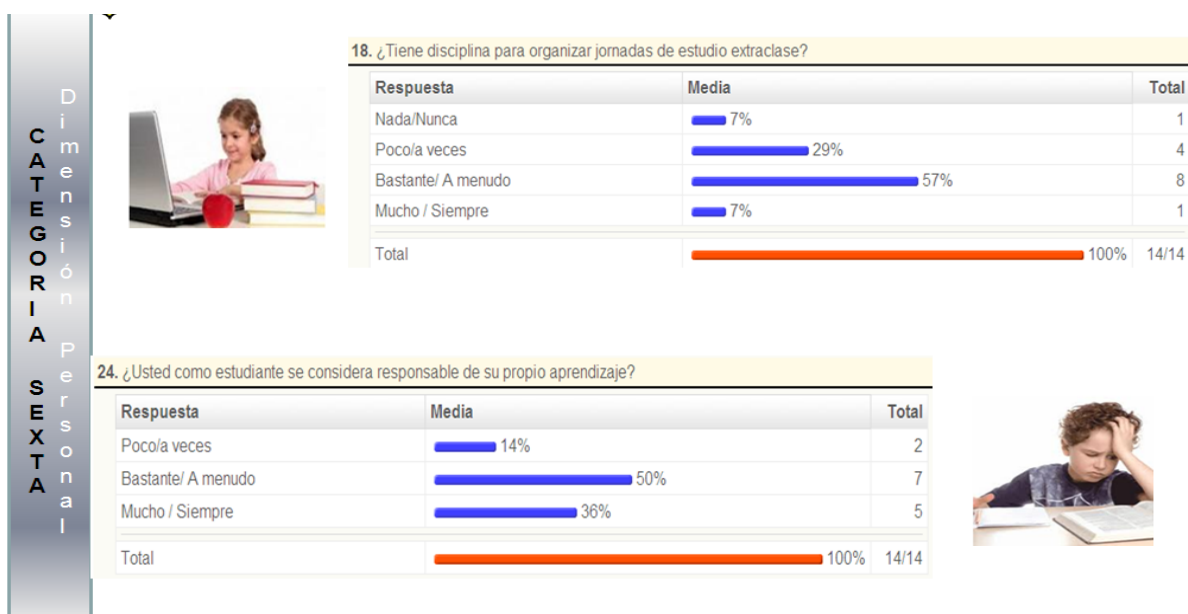 CATEGORIA SEXTA
Dimensión Personal
18. ¿Tiene disciplina para organizar jornadas de estudio extraclase?
Respuesta Media Total
Nada/Nunca 7% 1
Poco/a veces 29% 4
Bastante/ A menudo 57% 8
Mucho / Siempre 7% 1
Total 100% 14/14
24. ¿Usted como estudiante se considera responsable de su propio aprendizaje?
Respuesta Media Total
Poco/a veces 14% 2
Bastante/ A menudo 50% 7
Mucho / Siempre 36% 5
Total 100% 14/14